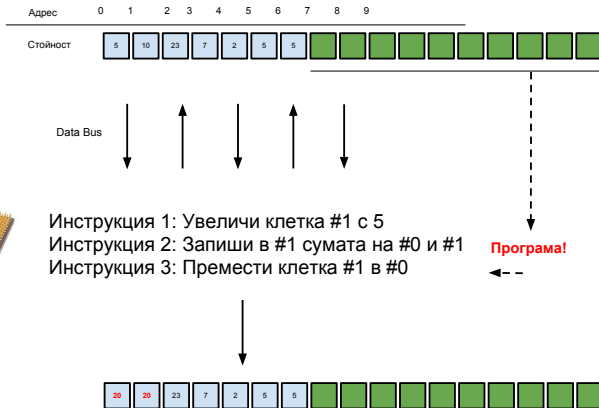 Адрес 0 1 2 3 4 5 6 7 8 9
Стойност 5 10 23 7 2 5 5
Data Bus
Инструкция 1: Увеличи клетка #1 с 5
Инструкция 2: Запиши в #1 сумата на #0 и #1
Инструкция 3: Премести клетка #1 в #0
Програма!
20 20 23 7 2 5 5